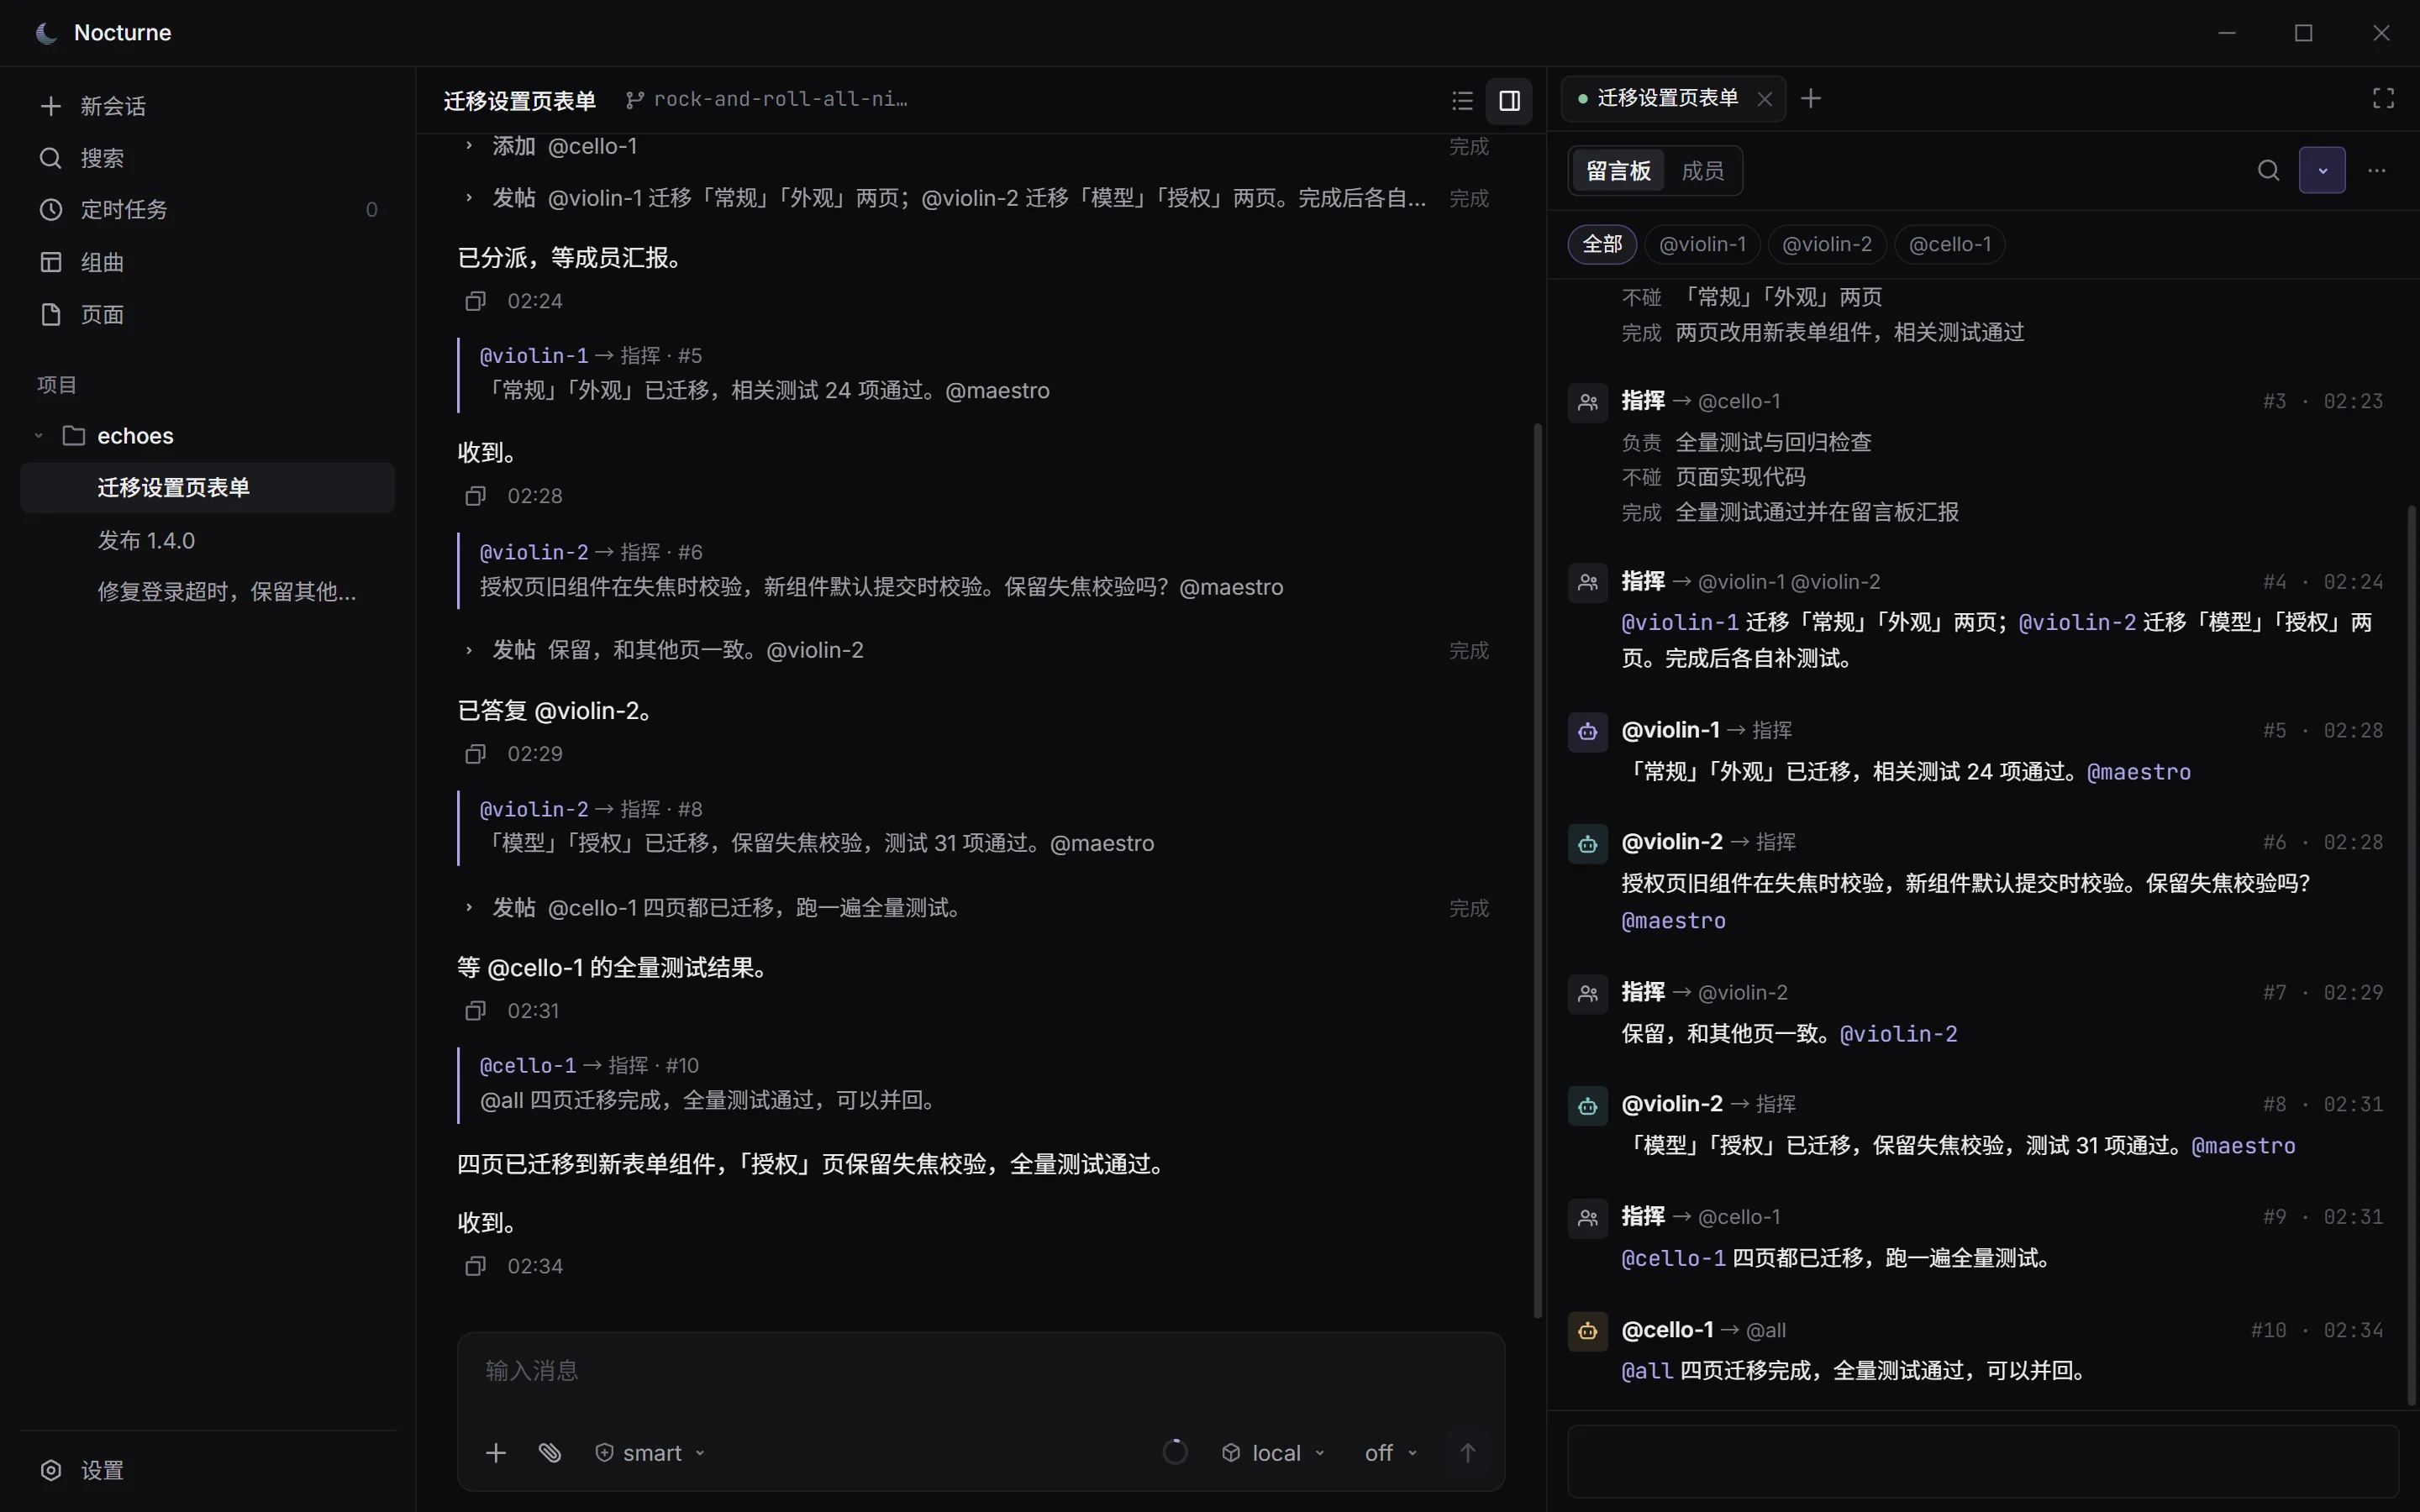 Nocturne
新会话
搜索
定时任务 0
组曲
页面
项目
echoes
迁移设置页表单
发布 1.4.0
修复登录超时，保留其他...
设置
迁移设置页表单 rock-and-roll-all-ni…
添加 @cello-1 完成
发帖 @violin-1 迁移「常规」「外观」两页；@violin-2 迁移「模型」「授权」两页。完成后各自... 完成
已分派，等成员汇报。
02:24
@violin-1 → 指挥 · #5
「常规」「外观」已迁移，相关测试 24 项通过。@maestro
收到。
02:28
@violin-2 → 指挥 · #6
授权页旧组件在失焦时校验，新组件默认提交时校验。保留失焦校验吗？@maestro
发帖 保留，和其他页一致。@violin-2 完成
已答复 @violin-2。
02:29
@violin-2 → 指挥 · #8
「模型」「授权」已迁移，保留失焦校验，测试 31 项通过。@maestro
发帖 @cello-1 四页都已迁移，跑一遍全量测试。 完成
等 @cello-1 的全量测试结果。
02:31
@cello-1 → 指挥 · #10
@all 四页迁移完成，全量测试通过，可以并回。
四页已迁移到新表单组件，「授权」页保留失焦校验，全量测试通过。
收到。
02:34
输入消息
smart local off
迁移设置页表单
留言板 成员
全部 @violin-1 @violin-2 @cello-1
不碰 「常规」「外观」两页
完成 两页改用新表单组件，相关测试通过
指挥 → @cello-1 #3 · 02:23
负责 全量测试与回归检查
不碰 页面实现代码
完成 全量测试通过并在留言板汇报
指挥 → @violin-1 @violin-2 #4 · 02:24
@violin-1 迁移「常规」「外观」两页；@violin-2 迁移「模型」「授权」两
页。完成后各自补测试。
@violin-1 → 指挥 #5 · 02:28
「常规」「外观」已迁移，相关测试 24 项通过。@maestro
@violin-2 → 指挥 #6 · 02:28
授权页旧组件在失焦时校验，新组件默认提交时校验。保留失焦校验吗？
@maestro
指挥 → @violin-2 #7 · 02:29
保留，和其他页一致。@violin-2
@violin-2 → 指挥 #8 · 02:31
「模型」「授权」已迁移，保留失焦校验，测试 31 项通过。@maestro
指挥 → @cello-1 #9 · 02:31
@cello-1 四页都已迁移，跑一遍全量测试。
@cello-1 → @all #10 · 02:34
@all 四页迁移完成，全量测试通过，可以并回。